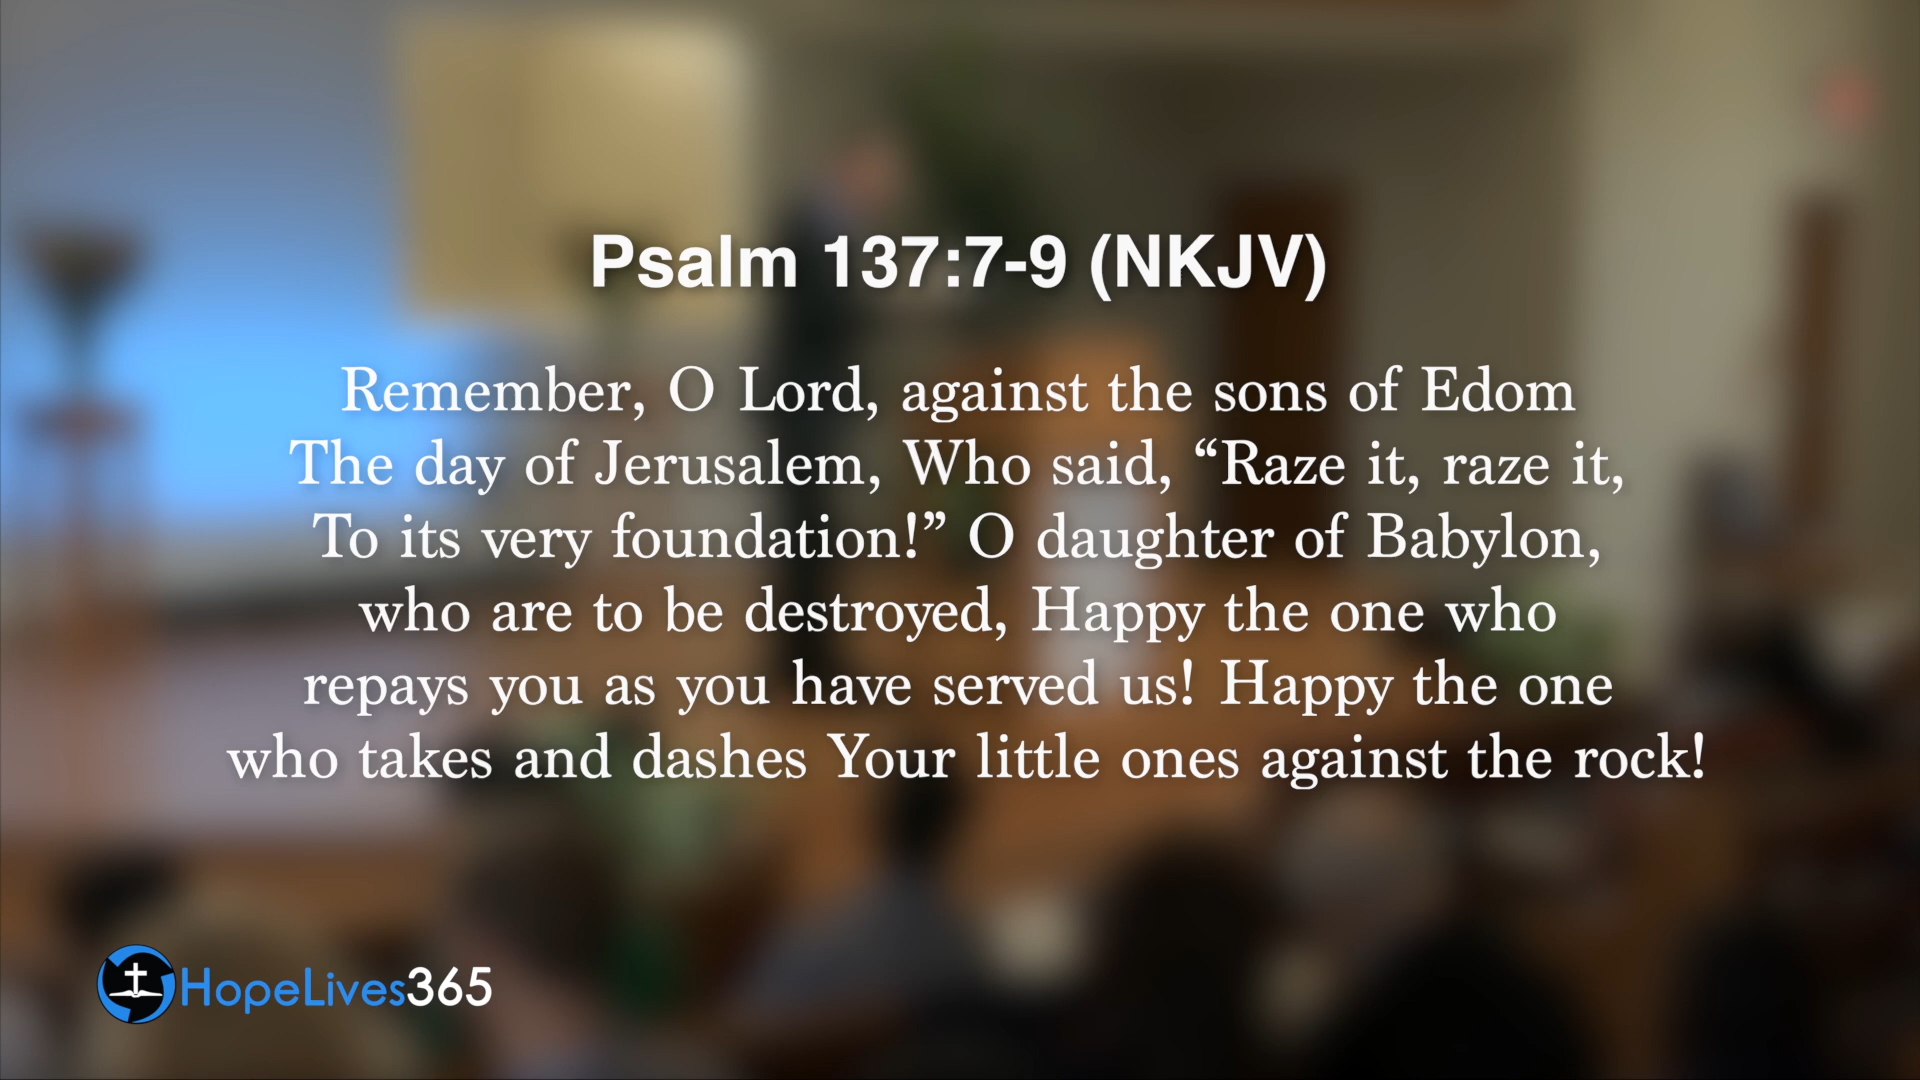 Psalm 137:7-9 (NKJV)
Remember, O Lord, against the sons of Edom
The day of Jerusalem, Who said, “Raze it, raze it,
To its very foundation!” O daughter of Babylon,
who are to be destroyed, Happy the one who
repays you as you have served us! Happy the one
who takes and dashes Your little ones against the rock!
HopeLives365